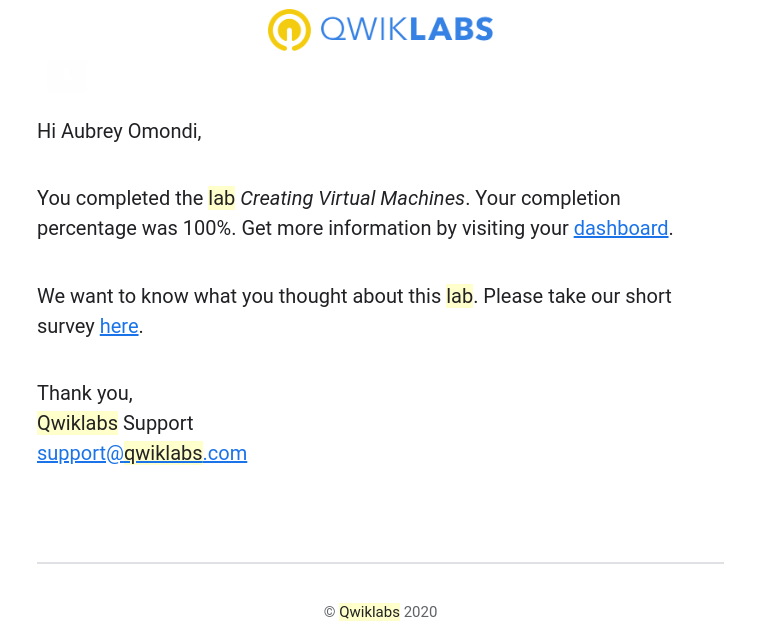 QWIKLABS
Hi Aubrey Omondi,
You completed the lab Creating Virtual Machines. Your completion
percentage was 100%. Get more information by visiting your dashboard.
We want to know what you thought about this lab. Please take our short
survey here.
Thank you,
Qwiklabs Support
support@qwiklabs.com
© Qwiklabs 2020